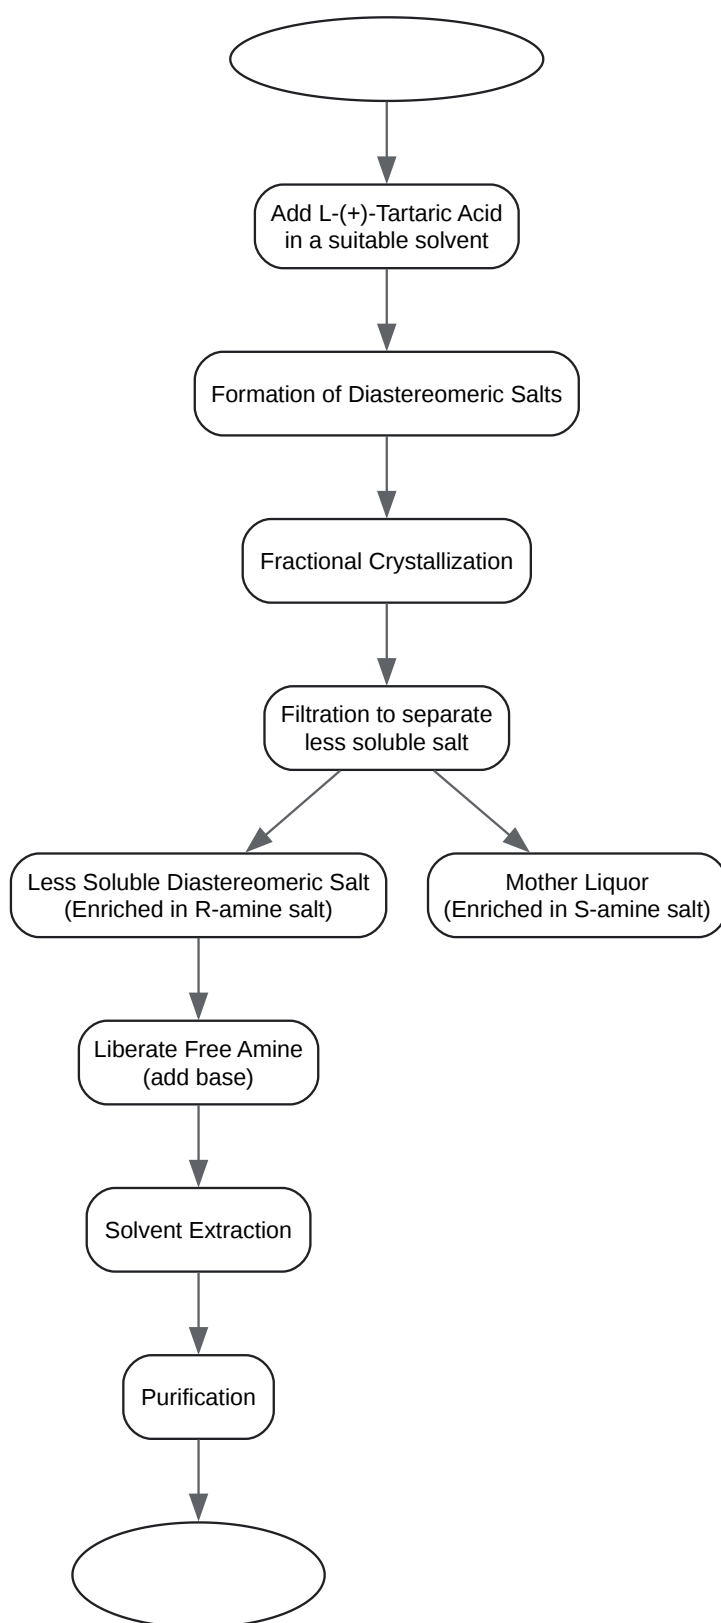 Add L-(+)-Tartaric Acid
in a suitable solvent
Formation of Diastereomeric Salts
Fractional Crystallization
Filtration to separate
less soluble salt
Less Soluble Diastereomeric Salt
(Enriched in R-amine salt)
Mother Liquor
(Enriched in S-amine salt)
Liberate Free Amine
(add base)
Solvent Extraction
Purification